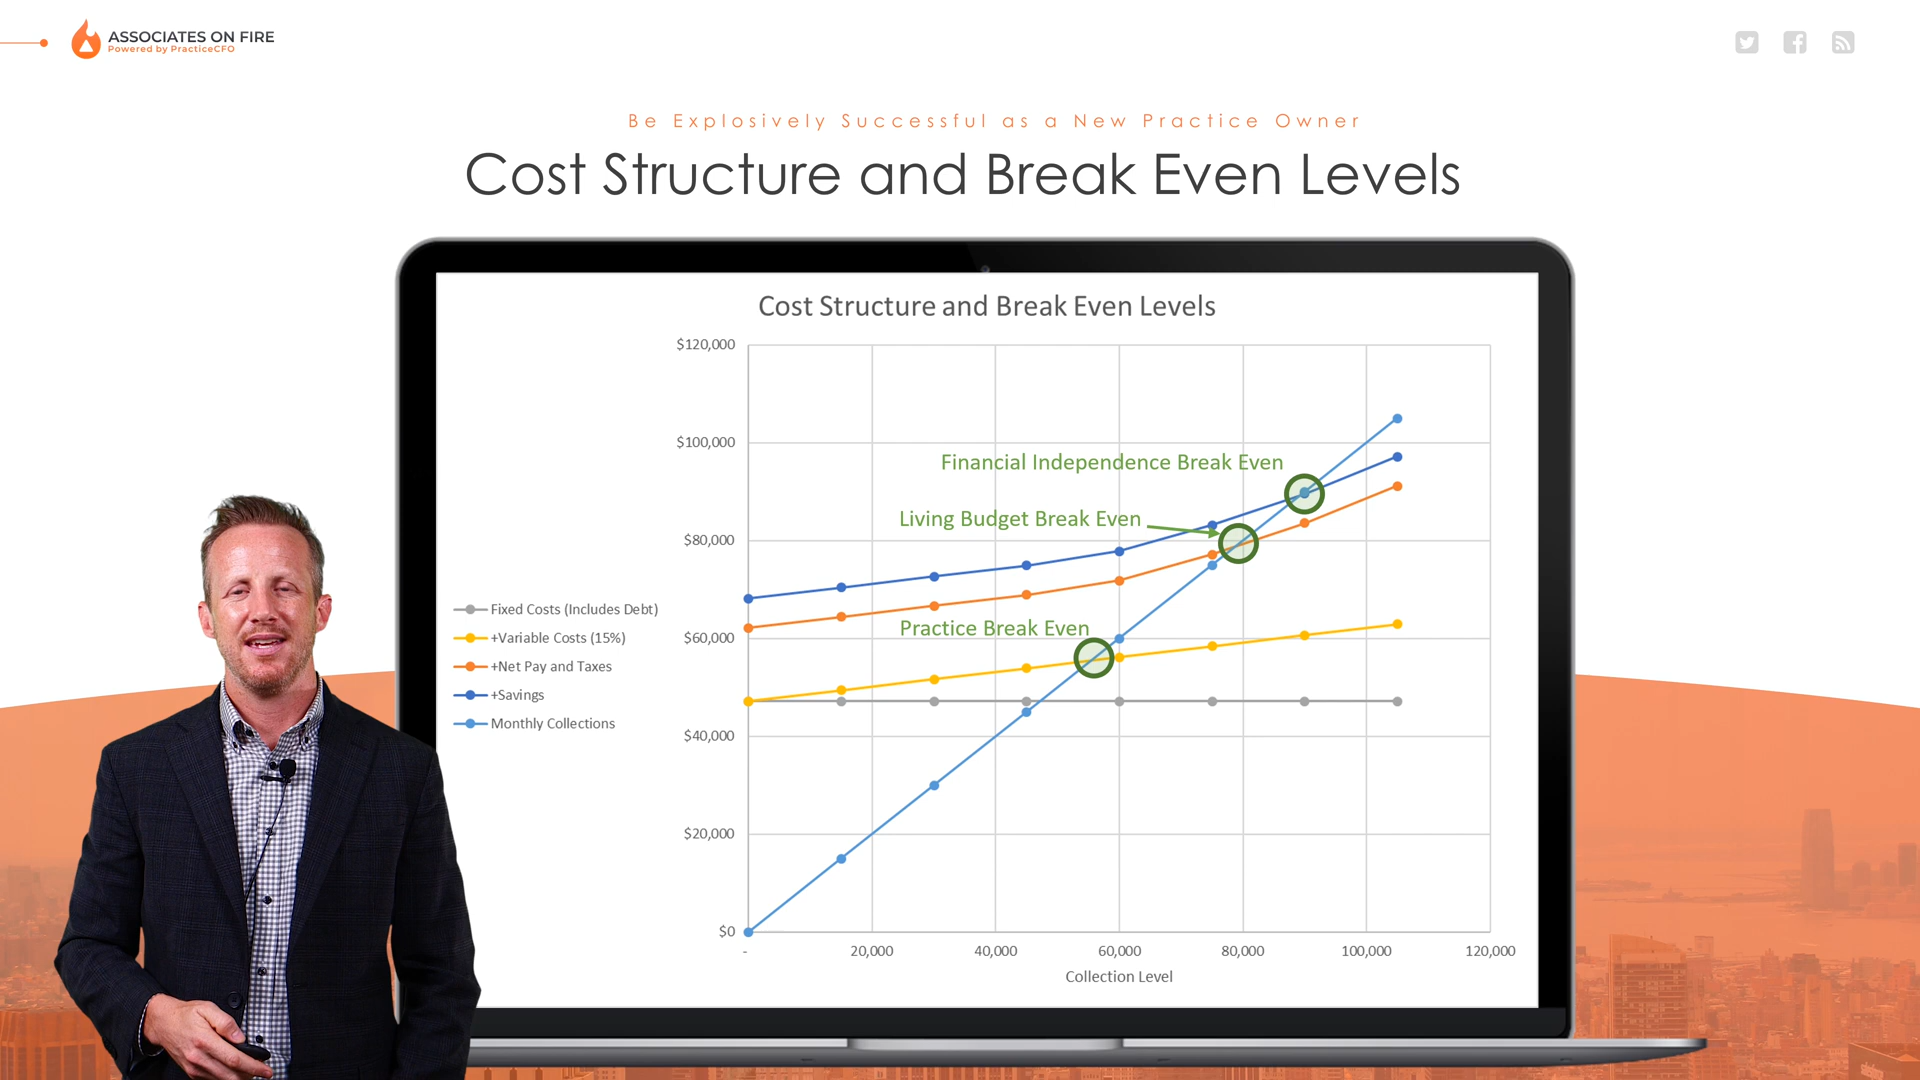 ASSOCIATES ON FIRE
Powered by PracticeCFO
Be Explosively Successful as a New Practice Owner
Cost Structure and Break Even Levels
Cost Structure and Break Even Levels
$120,000
$100,000
$80,000
$60,000
$40,000
$20,000
$0
Financial Independence Break Even
Living Budget Break Even
Practice Break Even
Fixed Costs (Includes Debt)
+Variable Costs (15%)
+Net Pay and Taxes
+Savings
Monthly Collections
- 20,000 40,000 60,000 80,000 100,000 120,000
Collection Level